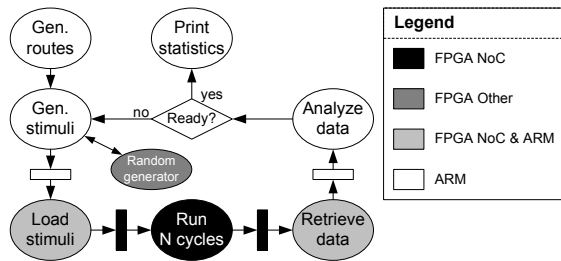 Gen.
routes
Print
statistics
Gen.
stimuli
no
yes
Ready?
Analyze
data
Random
generator
Load
stimuli
Run
N cycles
Retrieve
data
Legend
FPGA NoC
FPGA Other
FPGA NoC & ARM
ARM